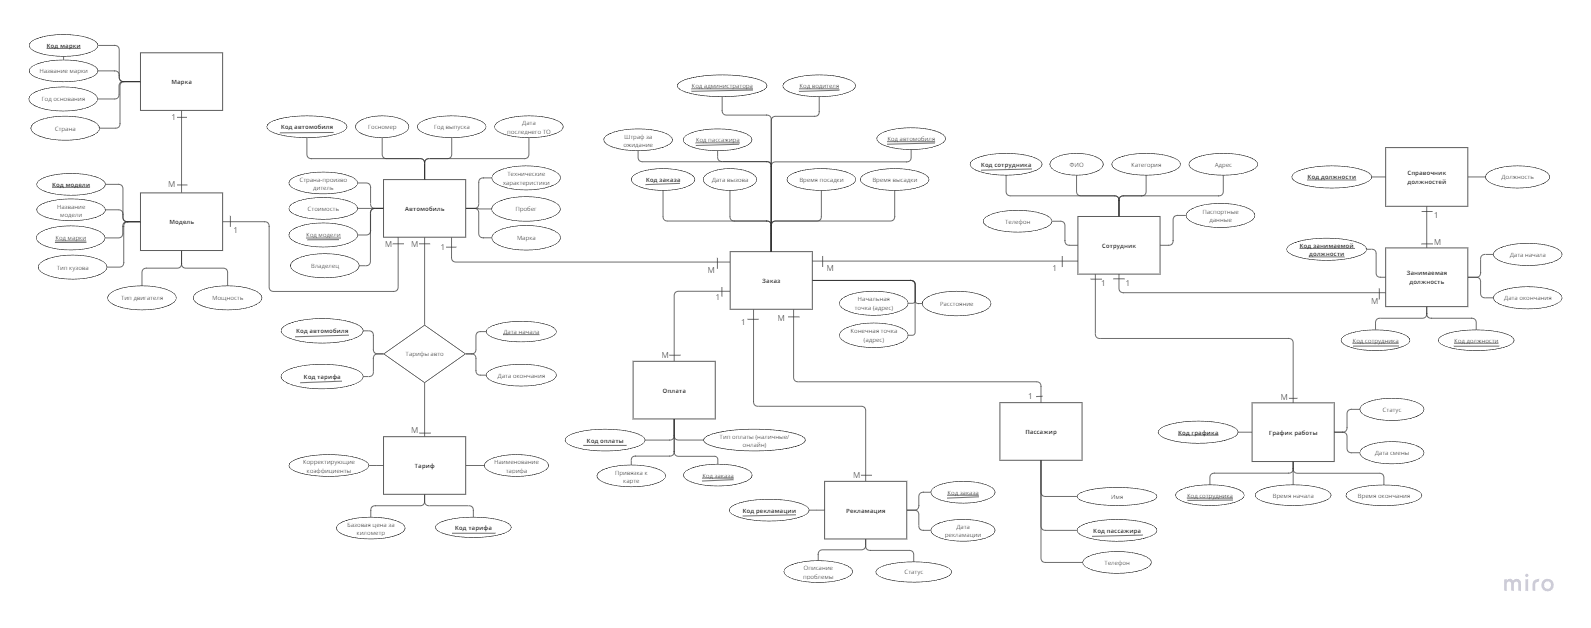 Код марки
Название марки
Год основания
Страна
Марка
1
М
Код модели
Название
модели
Код марки
Тип кузова
Модель
1
Тип двигателя
Мощность
Код автомобиля
Госномер
Год выпуска
Дата
последнего ТО
Страна-произво
дитель
Стоимость
Код модели
Владелец
Автомобиль
Технические
характеристики
Пробег
Марка
М
М
1
Код автомобиля
Код тарифа
Тарифы авто
Дата начала
Дата окончания
М
Корректирующие
коэффициенты
Тариф
Наименование
тарифа
Базовая цена за
километр
Код тарифа
Код администратора
Код водителя
Штраф за
ожидание
Код пассажира
Код автомобиля
Код заказа
Дата вызова
Время посадки
Время высадки
Заказ
М
М
1
1
М
Начальная
точка (адрес)
Расстояние
Конечная точка
(адрес)
М
Оплата
Код оплаты
Тип оплаты (наличные/
онлайн)
Привязка к
карте
Код заказа
М
Рекламация
Код рекламации
Код заказа
Дата
рекламации
Описание
проблемы
Статус
1
Пассажир
Имя
Код пассажира
Телефон
Код сотрудника
ФИО
Категория
Адрес
Телефон
Паспортные
данные
Сотрудник
1
1
1
Код должности
Справочник
должностей
Должность
1
М
Код занимаемой
должности
Занимаемая
должность
Дата начала
Дата окончания
М
Код сотрудника
Код должности
М
Код графика
График работы
Статус
Дата смены
Код сотрудника
Время начала
Время окончания
miro